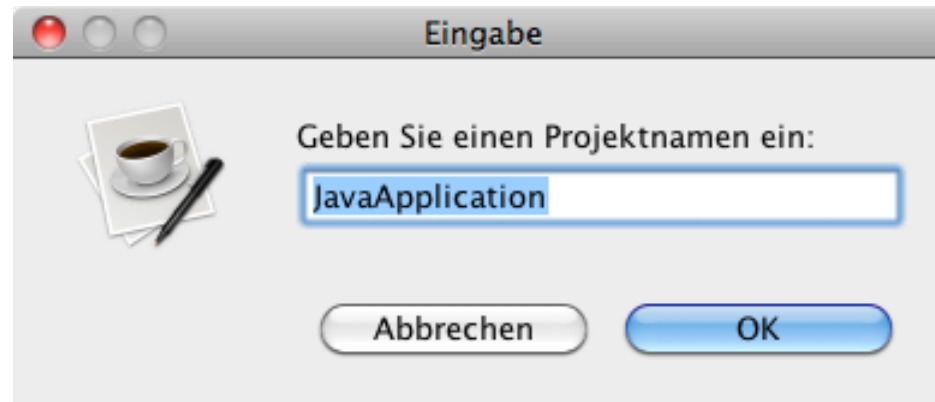 Eingabe
Geben Sie einen Projektnamen ein:
JavaApplication
Abbrechen
OK